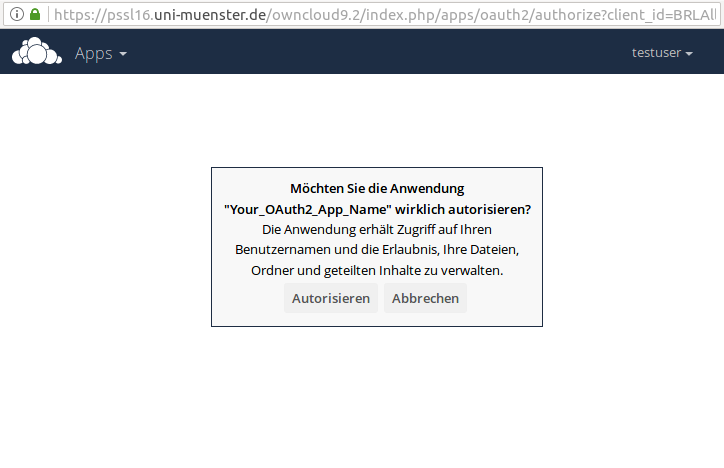 https://pssl16.uni-muenster.de/owncloud9.2/index.php/apps/oauth2/authorize?client_id=BRLAll
Apps
testuser
Möchten Sie die Anwendung
"Your_OAuth2_App_Name" wirklich autorisieren?
Die Anwendung erhält Zugriff auf Ihren
Benutzernamen und die Erlaubnis, Ihre Dateien,
Ordner und geteilten Inhalte zu verwalten.
Autorisieren Abbrechen